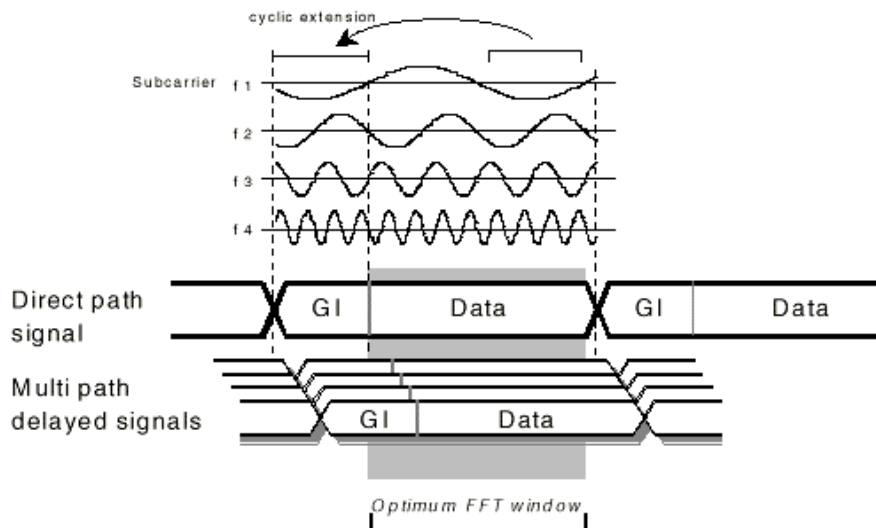 cyclic extension
Subcarrier f 1
f 2
f 3
f 4
Direct path
signal
GI
Data
GI
Data
Multi path
delayed signals
GI
Data
Optimum FFT window